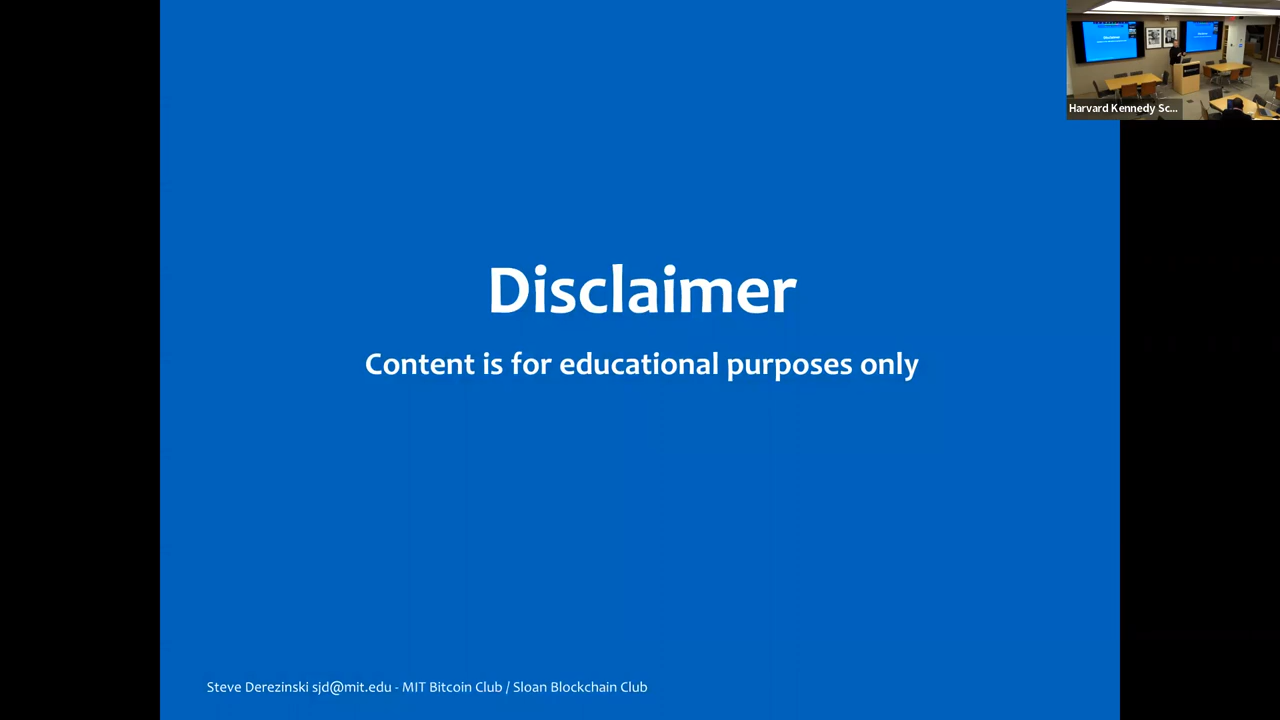 Disclaimer
Content is for educational purposes only
Steve Derezinski sjd@mit.edu - MIT Bitcoin Club / Sloan Blockchain Club
Harvard Kennedy Sc...